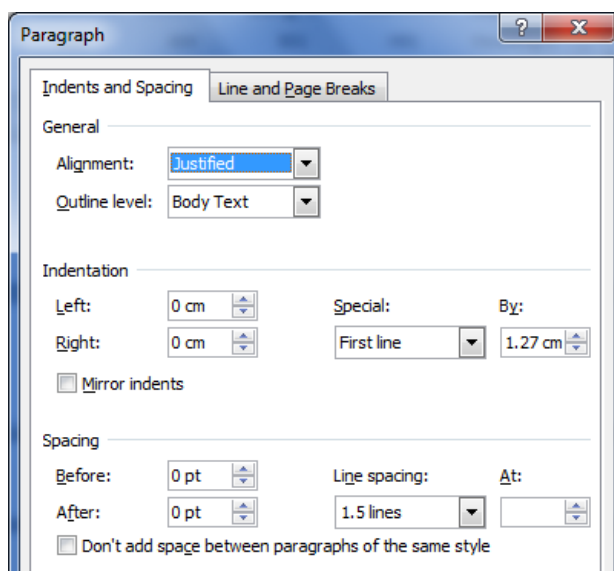 Paragraph ? X
Indents and Spacing Line and Page Breaks
General
Alignment: Justified
Outline level: Body Text
Indentation
Left: 0 cm Special: By:
Right: 0 cm First line 1.27 cm
Mirror indents
Spacing
Before: 0 pt Line spacing: At:
After: 0 pt 1.5 lines
Don't add space between paragraphs of the same style